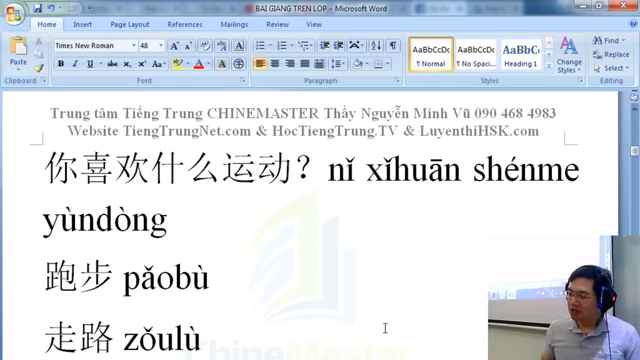 BAI GIANG TREN LOP - Microsoft Word
Home Insert Page Layout References Mailings Review View
Paste Times New Roman 48 AaBbCcDc AaBbCcDc AaBbCc Change Styles Find Replace Select
¶ Normal ¶ No Spaci... Heading 1
Clipboard Font Paragraph Styles Editing
Trung tâm Tiếng Trung CHINEMASTER Thầy Nguyễn Minh Vũ 090 468 4983
Website TiengTrungNet.com & HocTiengTrung.TV & LuyenthiHSK.com
你喜欢什么运动？nǐ xǐhuān shénme
yùndòng
跑步 pǎobù
走路 zǒulù
ChineMaster